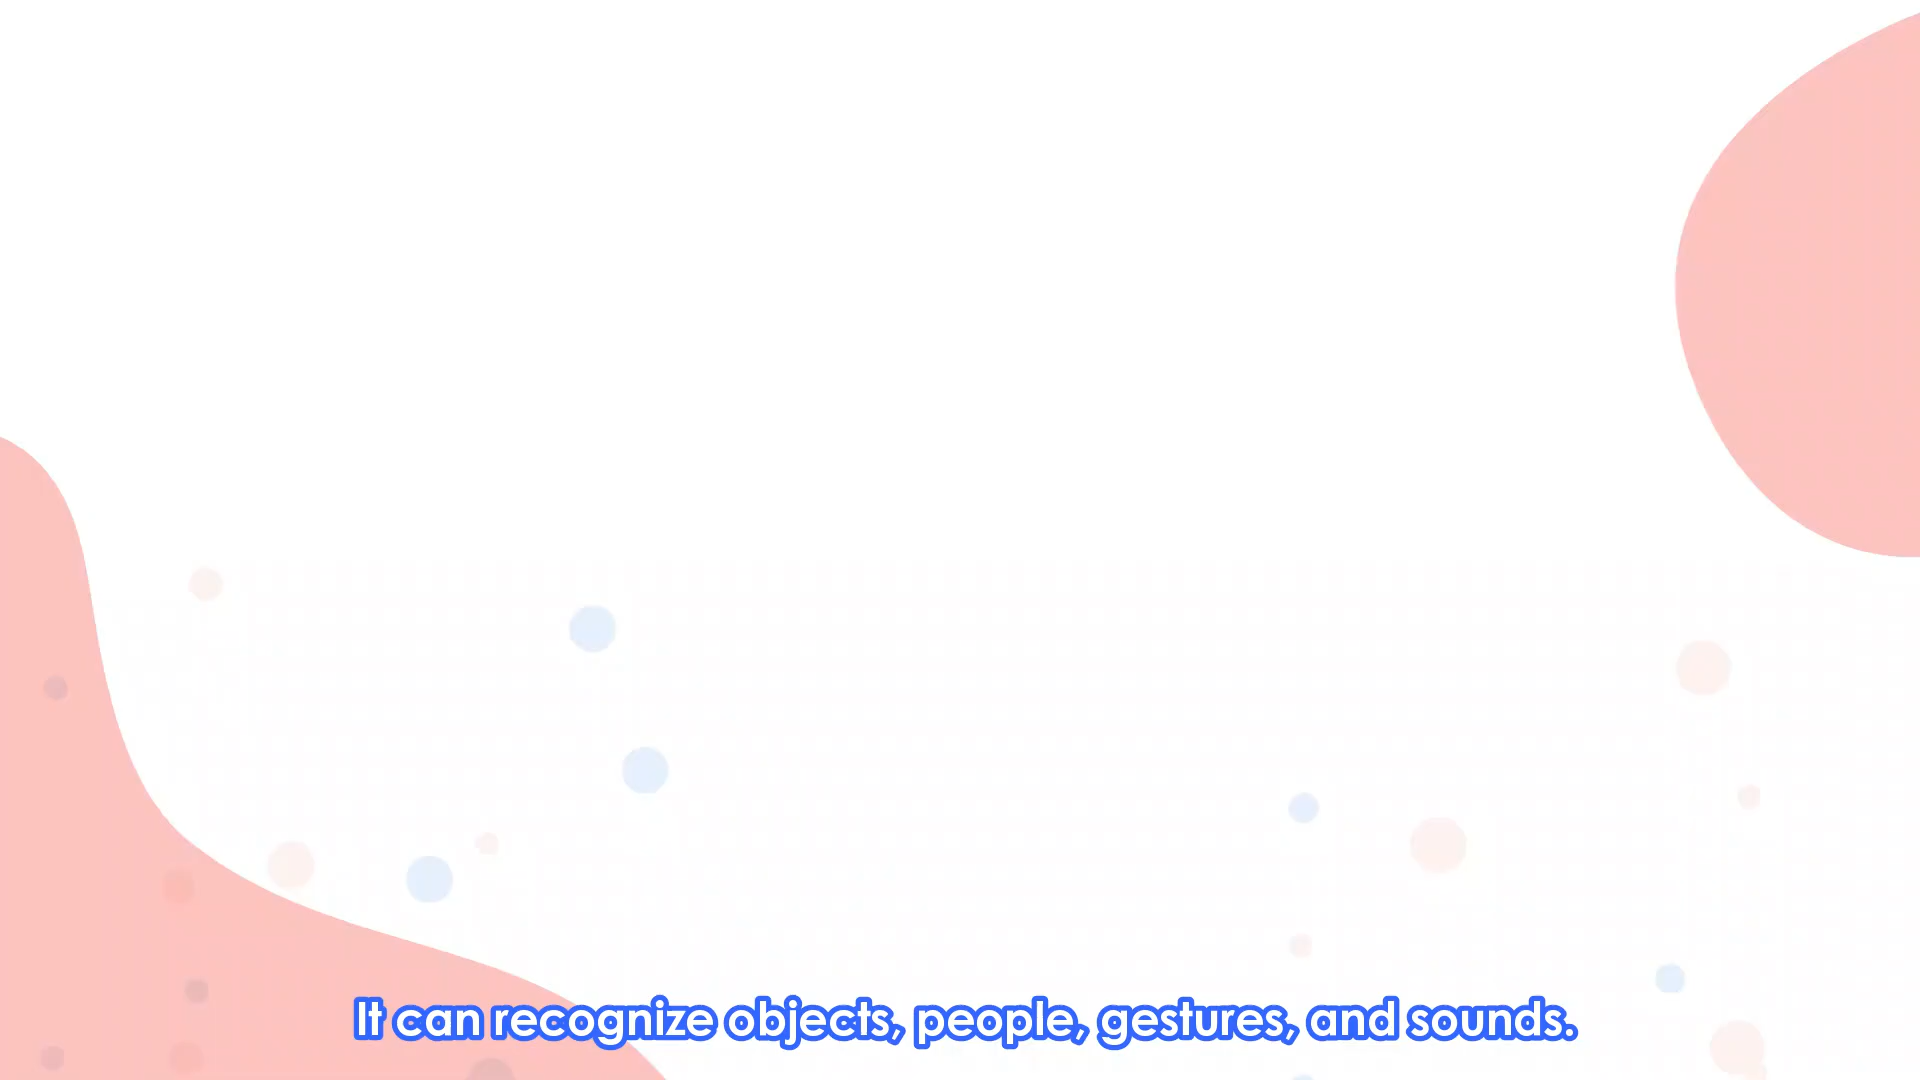 It can recognize objects, people, gestures, and sounds.